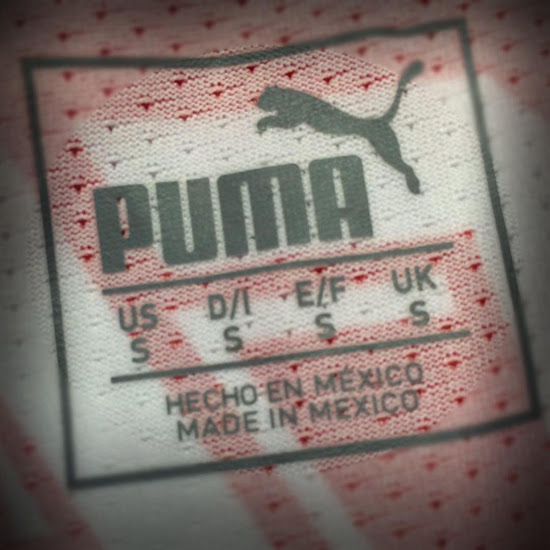 PUMA
US D/I E/F UK
S S S S
HECHO EN MÉXICO
MADE IN MEXICO